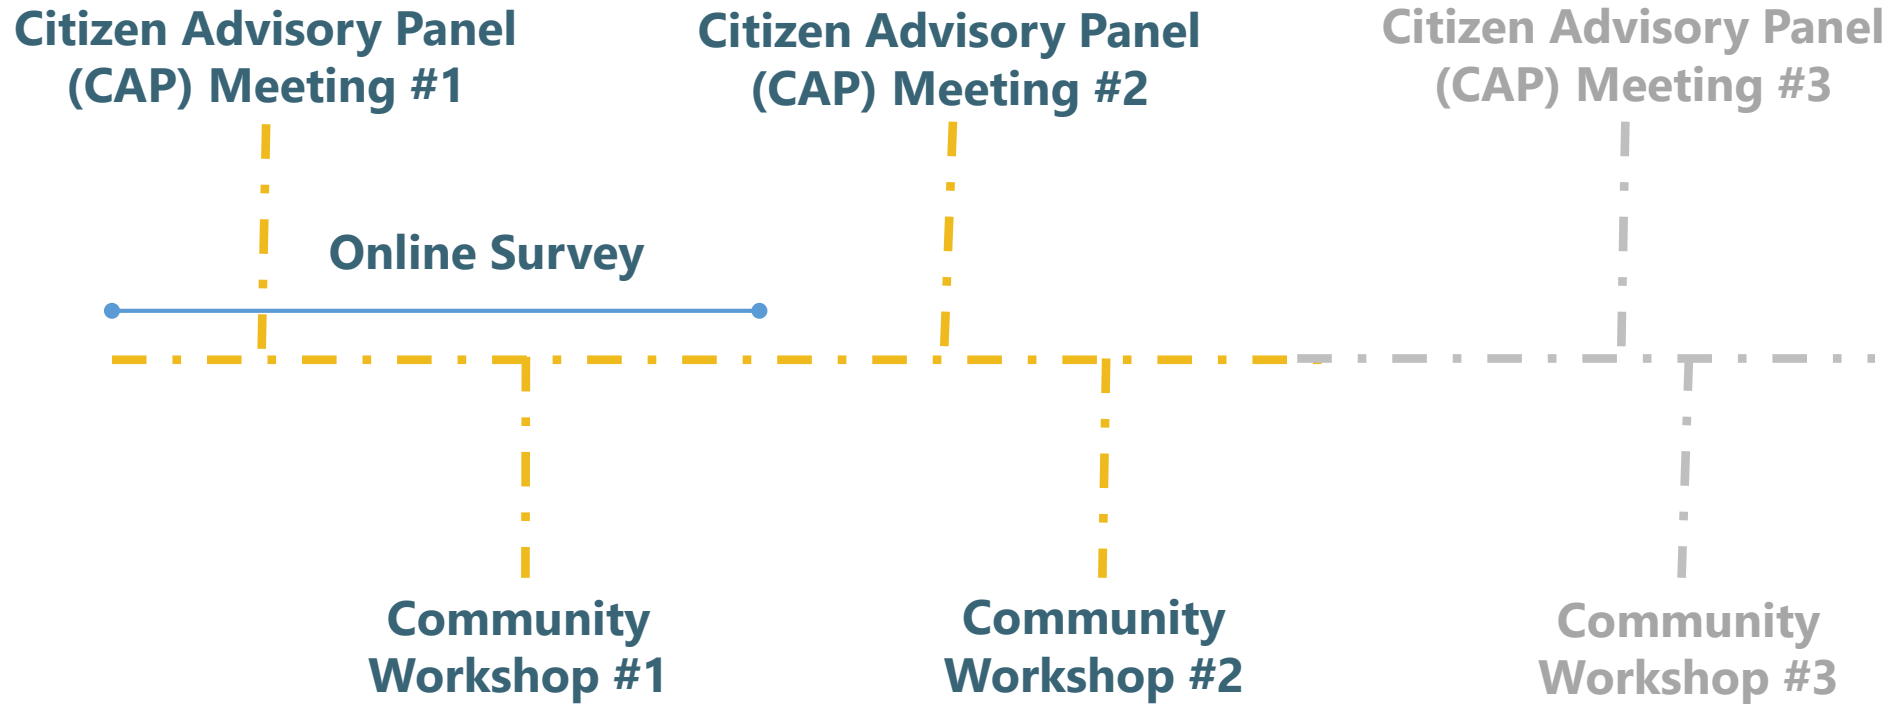 Citizen Advisory Panel
(CAP) Meeting #1
Citizen Advisory Panel
(CAP) Meeting #2
Citizen Advisory Panel
(CAP) Meeting #3
Online Survey
Community
Workshop #1
Community
Workshop #2
Community
Workshop #3